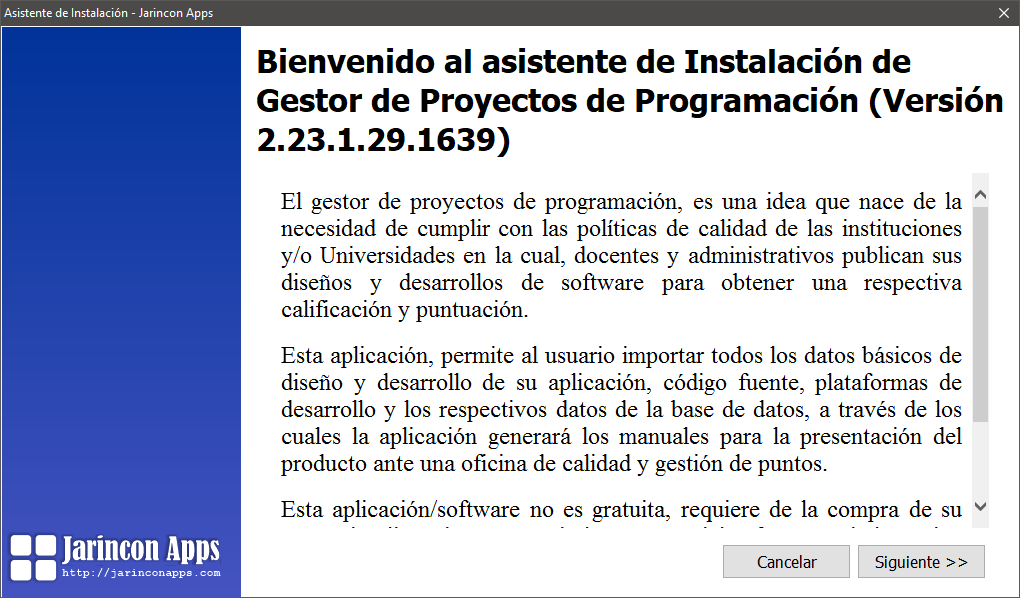 Asistente de Instalación - Jarincon Apps
Bienvenido al asistente de Instalación de
Gestor de Proyectos de Programación (Versión
2.23.1.29.1639)
El gestor de proyectos de programación, es una idea que nace de la
necesidad de cumplir con las políticas de calidad de las instituciones
y/o Universidades en la cual, docentes y administrativos publican sus
diseños y desarrollos de software para obtener una respectiva
calificación y puntuación.
Esta aplicación, permite al usuario importar todos los datos básicos de
diseño y desarrollo de su aplicación, código fuente, plataformas de
desarrollo y los respectivos datos de la base de datos, a través de los
cuales la aplicación generará los manuales para la presentación del
producto ante una oficina de calidad y gestión de puntos.
Esta aplicación/software no es gratuita, requiere de la compra de su
Jarincon Apps
http://jarinconapps.com
Cancelar
Siguiente >>